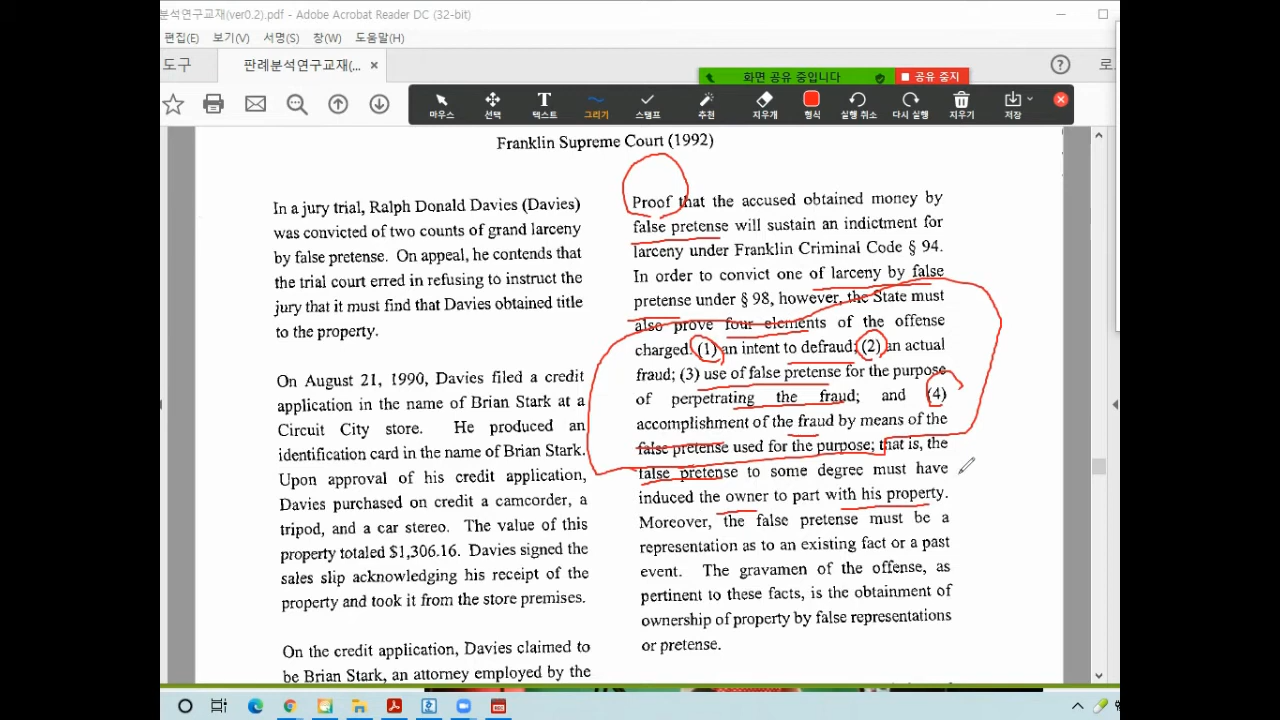 분석연구교재(ver0.2).pdf - Adobe Acrobat Reader DC (32-bit)
편집(E) 보기(V) 서명(S) 창(W) 도움말(H)
도구 판례분석연구교재(... × ? 로
화면 공유 중입니다 공유 중지
마우스 선택 텍스트 그리기 스탬프 추천 지우개 형식 실행 취소 다시 실행 지우기 저장
Franklin Supreme Court (1992)
In a jury trial, Ralph Donald Davies (Davies)
was convicted of two counts of grand larceny
by false pretense. On appeal, he contends that
the trial court erred in refusing to instruct the
jury that it must find that Davies obtained title
to the property.
On August 21, 1990, Davies filed a credit
application in the name of Brian Stark at a
Circuit City store. He produced an
identification card in the name of Brian Stark.
Upon approval of his credit application,
Davies purchased on credit a camcorder, a
tripod, and a car stereo. The value of this
property totaled $1,306.16. Davies signed the
sales slip acknowledging his receipt of the
property and took it from the store premises.
On the credit application, Davies claimed to
be Brian Stark, an attorney employed by the
Proof that the accused obtained money by
false pretense will sustain an indictment for
larceny under Franklin Criminal Code § 94.
In order to convict one of larceny by false
pretense under § 98, however, the State must
also prove four elements of the offense
charged: (1) an intent to defraud; (2) an actual
fraud; (3) use of false pretense for the purpose
of perpetrating the fraud; and (4)
accomplishment of the fraud by means of the
false pretense used for the purpose; that is, the
false pretense to some degree must have
induced the owner to part with his property.
Moreover, the false pretense must be a
representation as to an existing fact or a past
event. The gravamen of the offense, as
pertinent to these facts, is the obtainment of
ownership of property by false representations
or pretense.